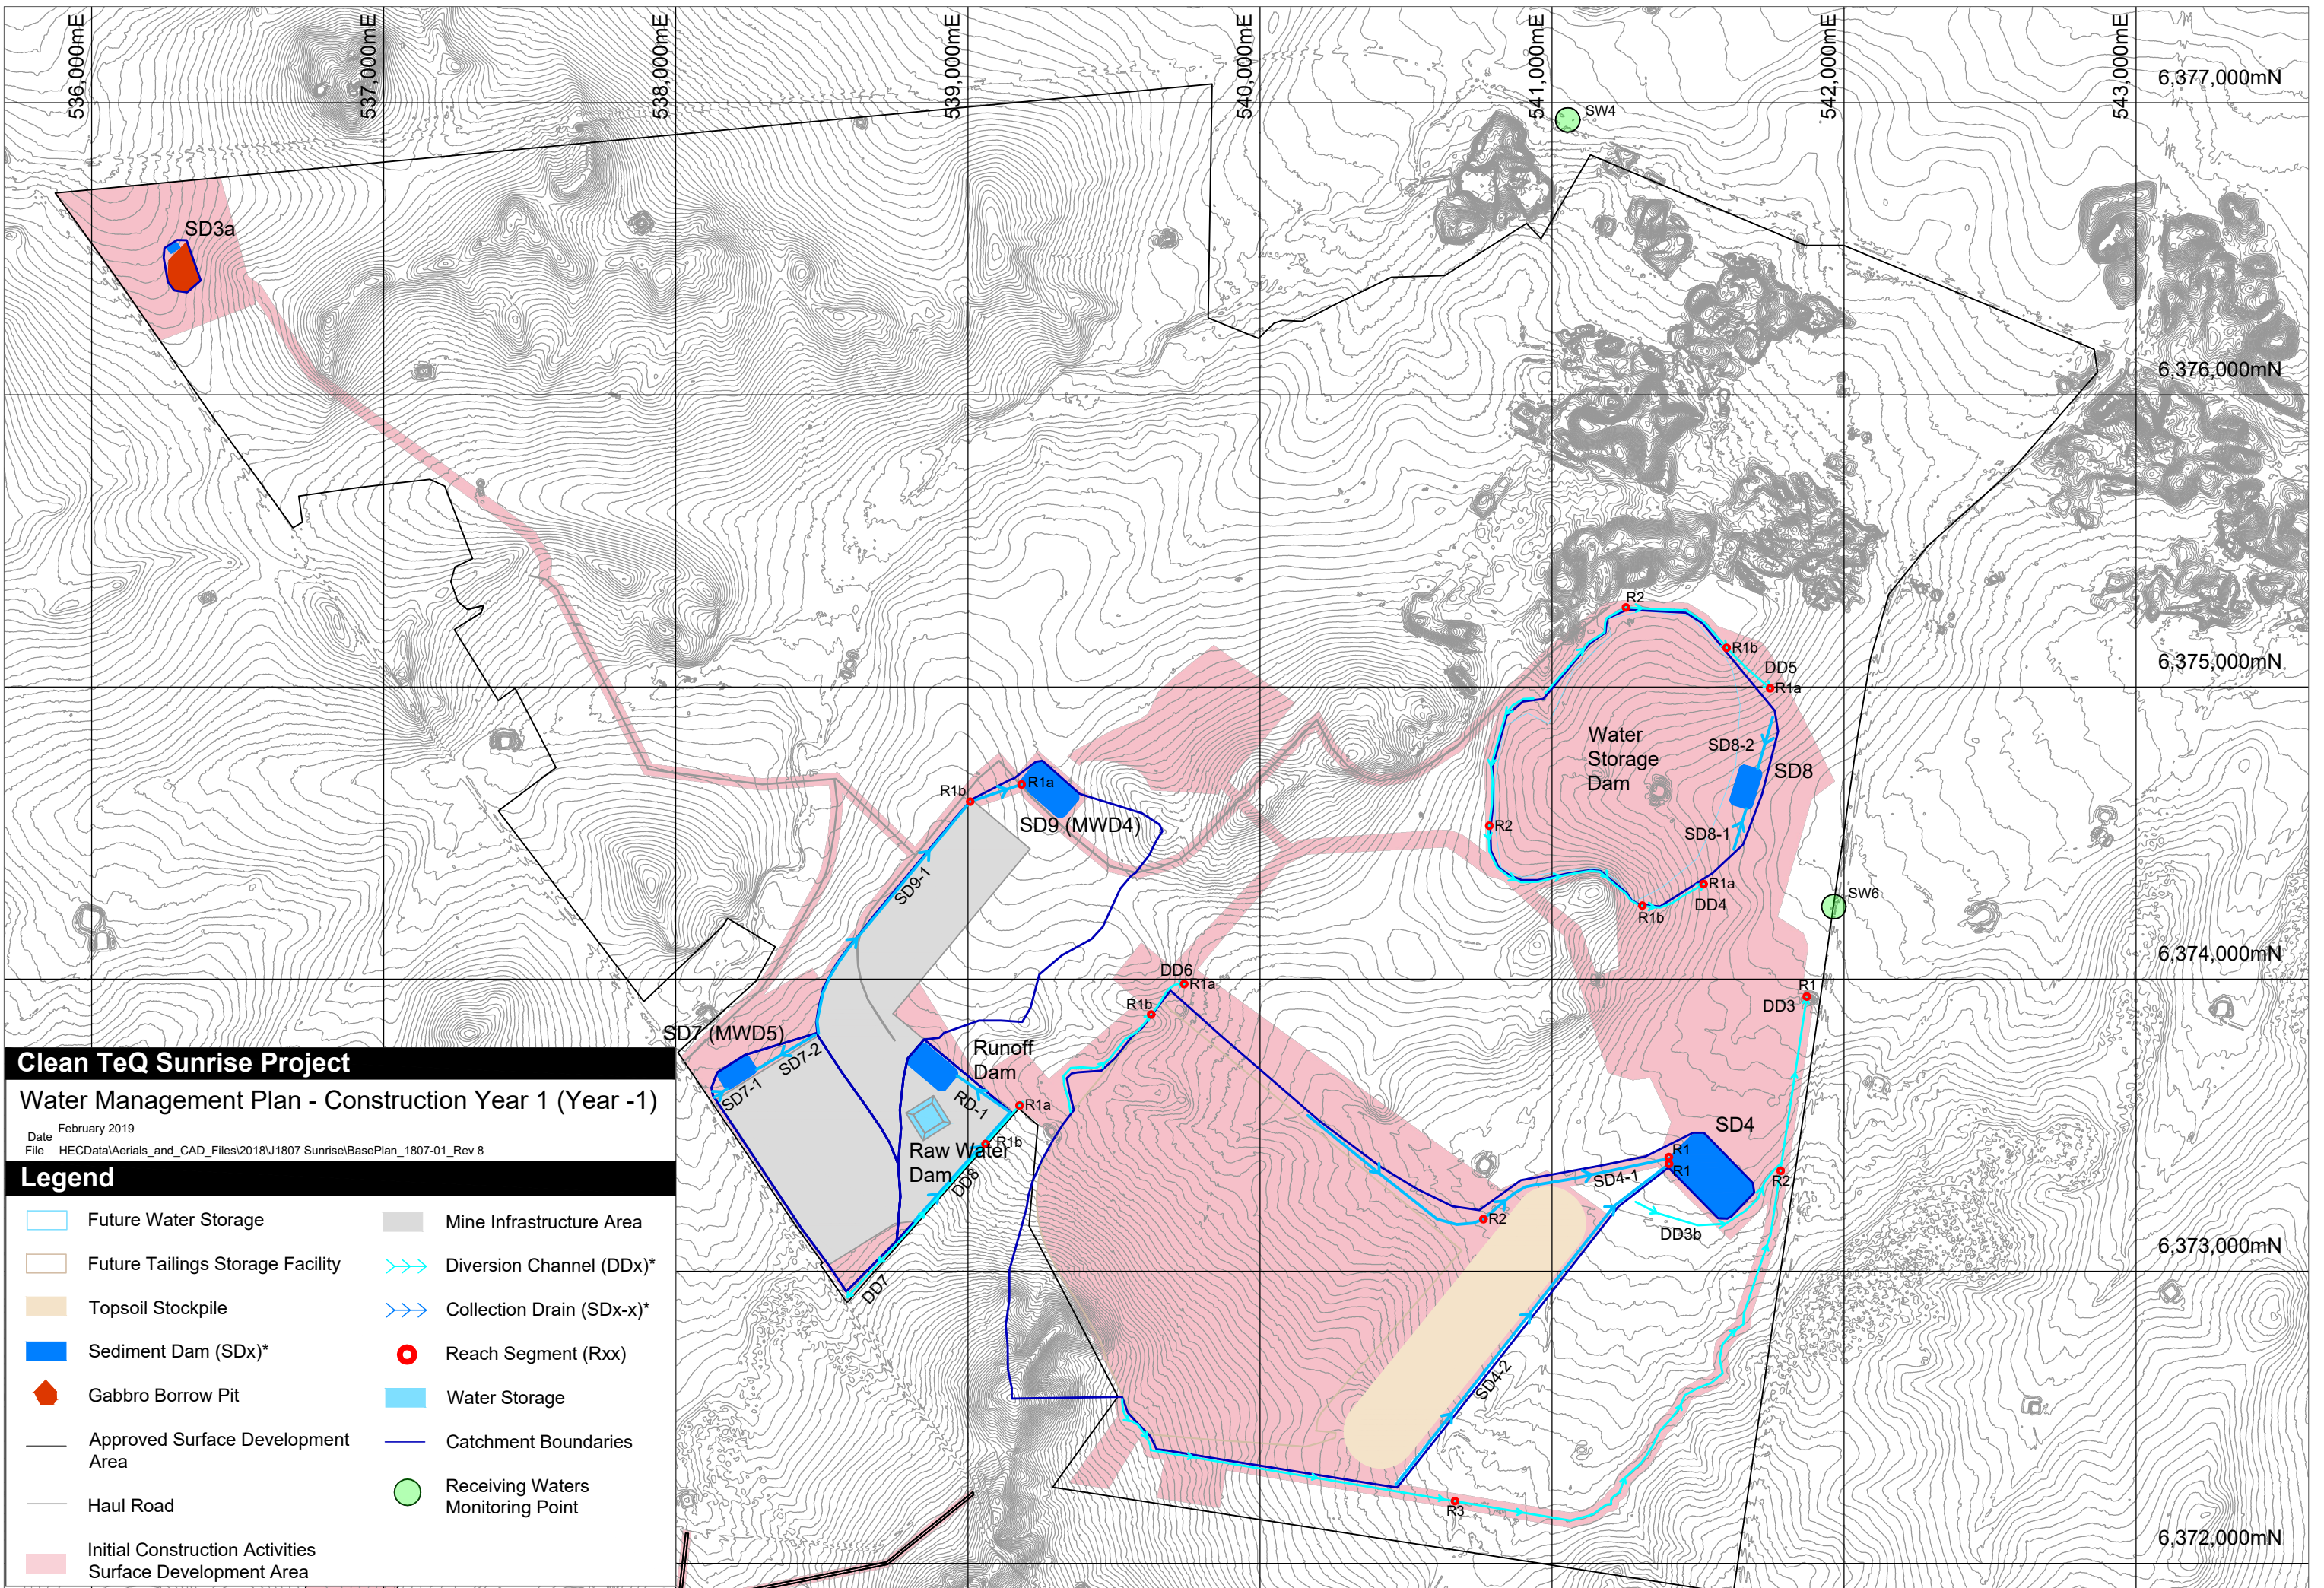 536,000mE
537,000mE
538,000mE
539,000mE
540,000mE
541,000mE
542,000mE
543,000mE
6,377,000mN
SW4
SD3a
6,376,000mN
R2
R1b
DD5
6,375,000mN
R1a
Water
Storage
Dam
SD8-2
SD8
R1b
R1a
SD9 (MWD4)
R2
SD8-1
SD9-1
R1a
DD4
R1b
SW6
6,374,000mN
DD6
R1a
R1b
R1
DD3
SD7 (MWD5)
SD7-2
SD7-1
Runoff
Dam
RD-1
R1a
R1b
Raw Water
Dam
DD8
DD7
SD4
R1
R1
SD4-1
R2
R2
DD3b
6,373,000mN
SD4-2
R3
6,372,000mN
Clean TeQ Sunrise Project
Water Management Plan - Construction Year 1 (Year -1)
Date February 2019
File HECData\Aerials_and_CAD_Files\2018\J1807 Sunrise\BasePlan_1807-01_Rev 8
Legend
Future Water Storage
Future Tailings Storage Facility
Topsoil Stockpile
Sediment Dam (SDx)*
Gabbro Borrow Pit
Approved Surface Development
Area
Haul Road
Initial Construction Activities
Surface Development Area
Mine Infrastructure Area
Diversion Channel (DDx)*
Collection Drain (SDx-x)*
Reach Segment (Rxx)
Water Storage
Catchment Boundaries
Receiving Waters
Monitoring Point